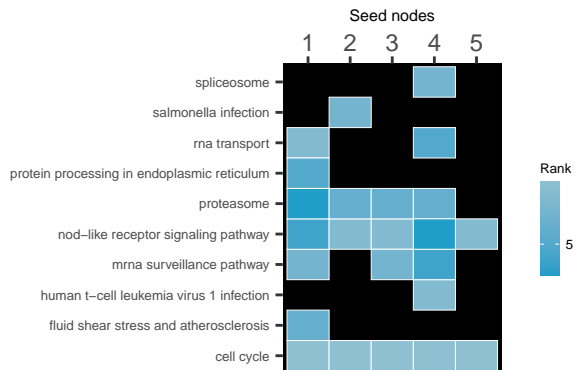 Seed nodes
1 2 3 4 5
spliceosome
salmonella infection
rna transport
protein processing in endoplasmic reticulum
proteasome
nod−like receptor signaling pathway
mrna surveillance pathway
human t−cell leukemia virus 1 infection
fluid shear stress and atherosclerosis
cell cycle
Rank
5